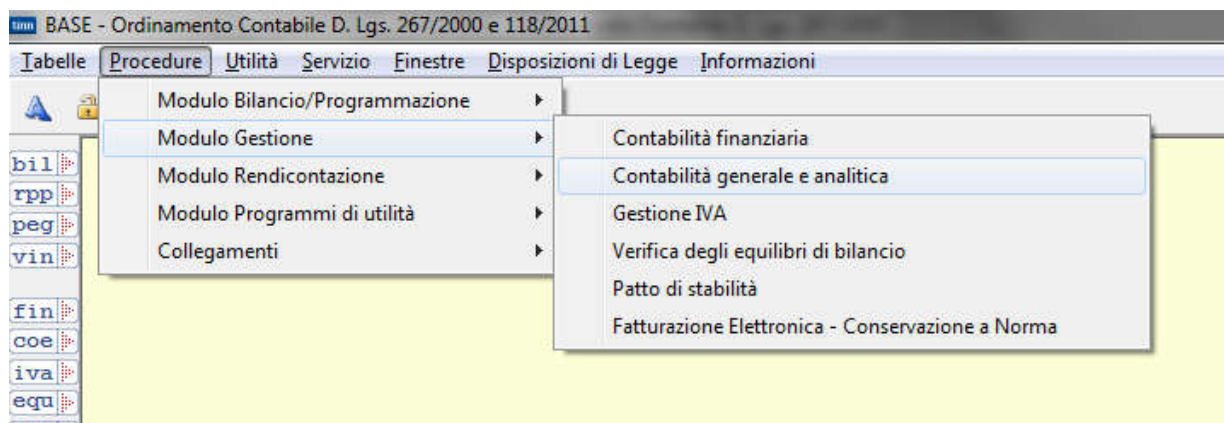 tinn BASE - Ordinamento Contabile D. Lgs. 267/2000 e 118/2011
Tabelle Procedure Utilità Servizio Finestre Disposizioni di Legge Informazioni
Modulo Bilancio/Programmazione
Modulo Gestione
Modulo Rendicontazione
Modulo Programmi di utilità
Collegamenti
Contabilità finanziaria
Contabilità generale e analitica
Gestione IVA
Verifica degli equilibri di bilancio
Patto di stabilità
Fatturazione Elettronica - Conservazione a Norma
bil
rpp
peg
vin
fin
coe
iva
equ